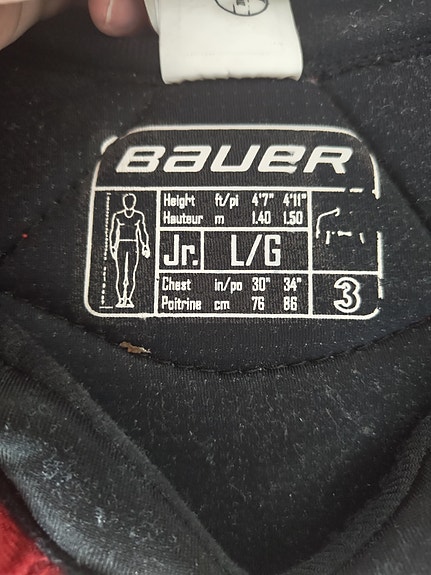 BAUER
Height ft/pi 4'7" 4'11"
Hauteur m 1.40 1.50
Jr. L/G
Chest in/po 30" 34"
Poitrine cm 76 86
3